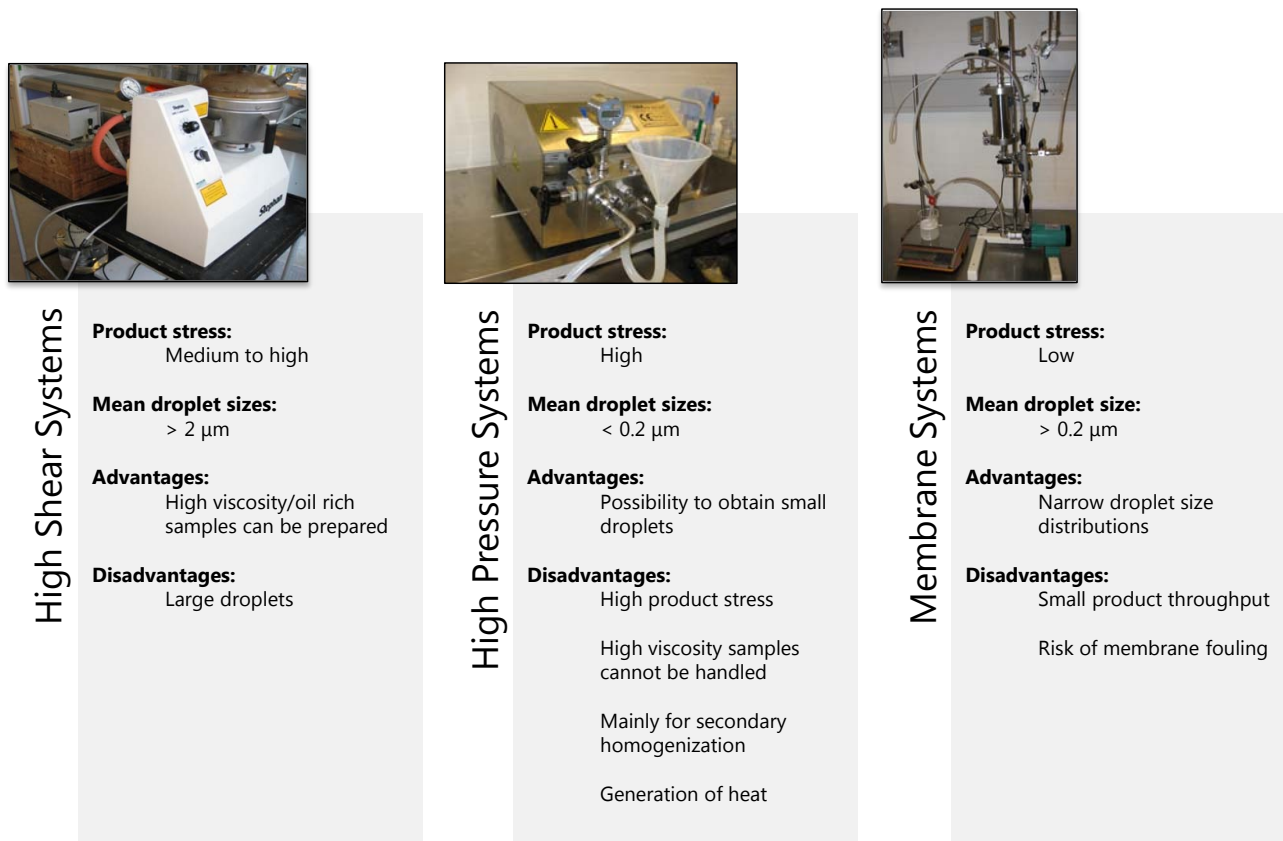 Stephan
High Shear Systems
Product stress:
Medium to high
Mean droplet sizes:
> 2 µm
Advantages:
High viscosity/oil rich
samples can be prepared
Disadvantages:
Large droplets
High Pressure Systems
Product stress:
High
Mean droplet sizes:
< 0.2 µm
Advantages:
Possibility to obtain small
droplets
Disadvantages:
High product stress
High viscosity samples
cannot be handled
Mainly for secondary
homogenization
Generation of heat
Membrane Systems
Product stress:
Low
Mean droplet size:
> 0.2 µm
Advantages:
Narrow droplet size
distributions
Disadvantages:
Small product throughput
Risk of membrane fouling